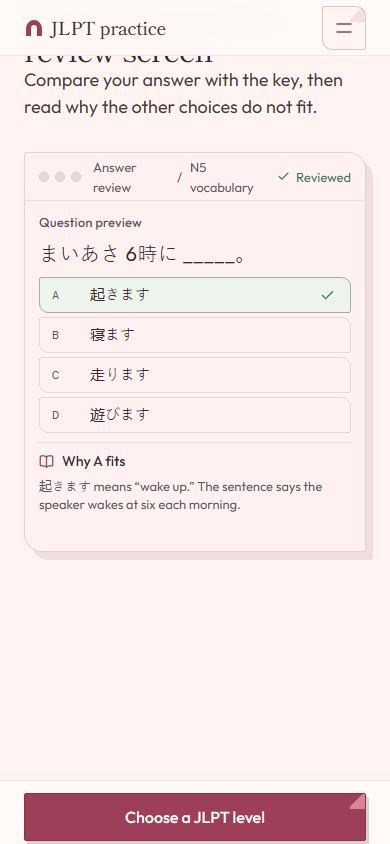 JLPT practice
review screen
Compare your answer with the key, then
read why the other choices do not fit.
Answer review / N5 vocabulary Reviewed
Question preview
まいあさ 6時に _____。
A 起きます
B 寝ます
C 走ります
D 遊びます
Why A fits
起きます means “wake up.” The sentence says the
speaker wakes at six each morning.
Choose a JLPT level